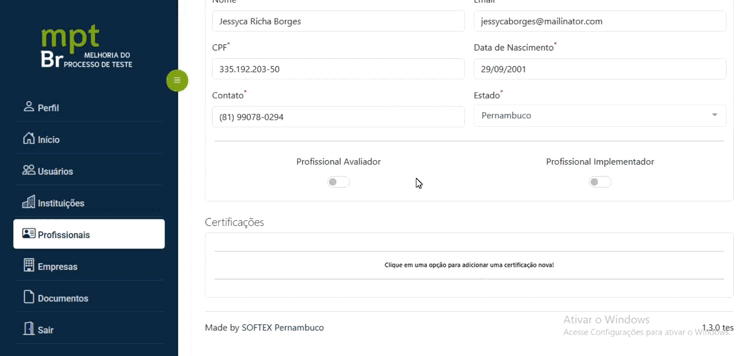 mpt
Br MELHORIA DO
PROCESSO DE TESTE
Perfil
Início
Usuários
Instituições
Profissionais
Empresas
Documentos
Sair
Nome
Email
Jessyca Richa Borges
jessycaborges@mailinator.com
CPF*
Data de Nascimento*
335.192.203-50
29/09/2001
Contato*
Estado*
(81) 99078-0294
Pernambuco
Profissional Avaliador
Profissional Implementador
Certificações
Clique em uma opção para adicionar uma certificação nova!
Made by SOFTEX Pernambuco
1.3.0 tes
Ativar o Windows
Acesse Configurações para ativar o Windows.